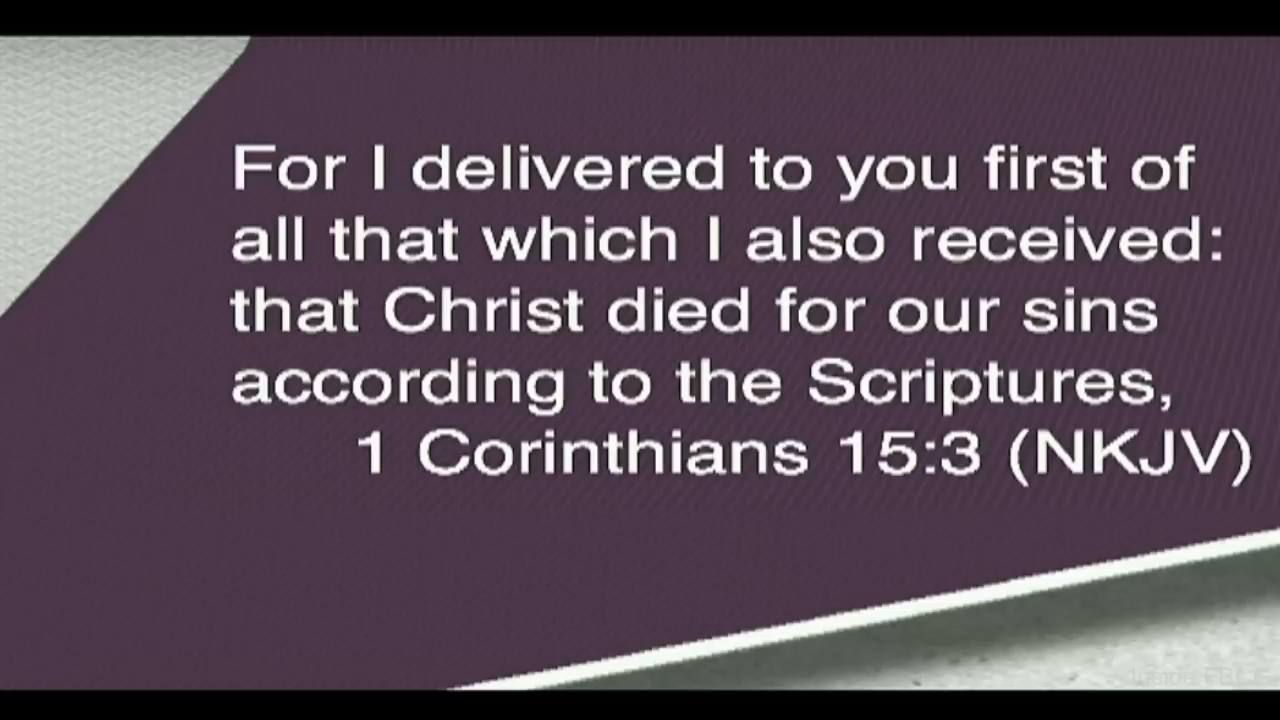 For I delivered to you first of
all that which I also received:
that Christ died for our sins
according to the Scriptures,
1 Corinthians 15:3 (NKJV)